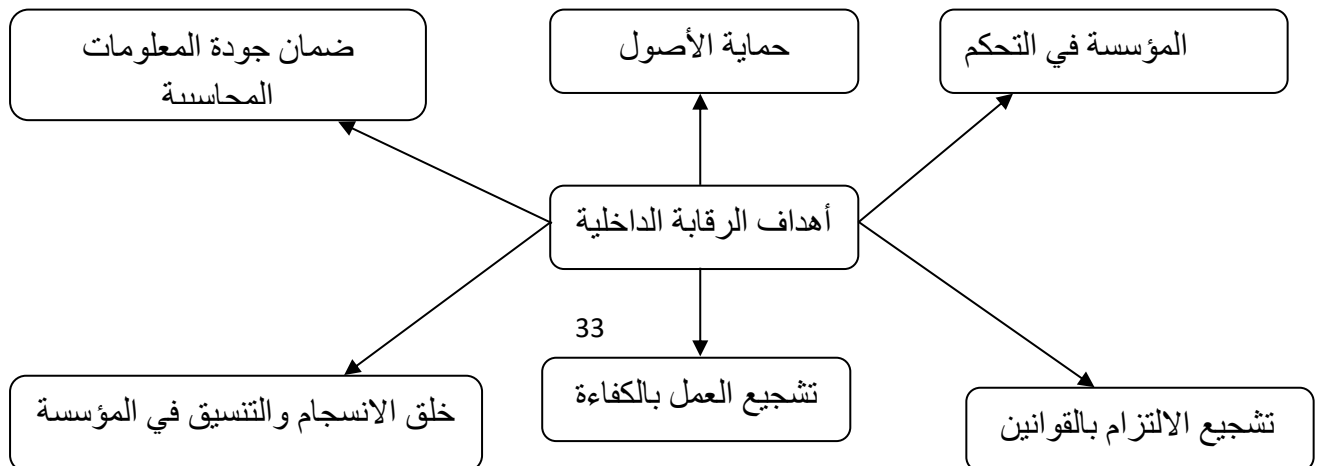 المؤسسة في التحكم
حماية الأصول
ضمان جودة المعلومات
المحاسبية
أهداف الرقابة الداخلية
33
تشجيع الالتزام بالقوانين
تشجيع العمل بالكفاءة
خلق الانسجام والتنسيق في المؤسسة